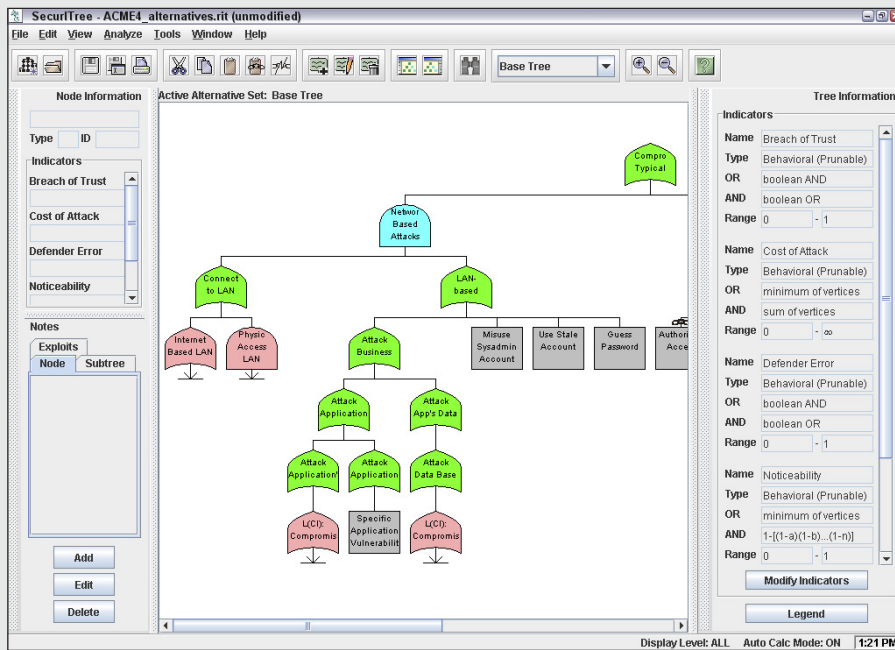 SecurITree - ACME4_alternatives.rit (unmodified)
File Edit View Analyze Tools Window Help
Base Tree
Node Information
Type ID
Indicators
Breach of Trust
Cost of Attack
Defender Error
Noticeability
Notes
Exploits
Node Subtree
Add
Edit
Delete
Active Alternative Set: Base Tree
Compro
Typical
Networ
Based
Attacks
Connect
to LAN
LAN-
based
Internet
Based LAN
Physic
Access
LAN
Attack
Business
Misuse
Sysadmin
Account
Use Stale
Account
Guess
Password
Authori
Acce
Attack
Application
Attack
App's Data
Attack
Application'
Attack
Application
Attack
Data Base
L(CI):
Compromis
Specific
Application
Vulnerabilit
L(CI):
Compromis
Tree Information
Indicators
Name Breach of Trust
Type Behavioral (Prunable)
OR boolean AND
AND boolean OR
Range 0 - 1
Name Cost of Attack
Type Behavioral (Prunable)
OR minimum of vertices
AND sum of vertices
Range 0 - ∞
Name Defender Error
Type Behavioral (Prunable)
OR boolean AND
AND boolean OR
Range 0 - 1
Name Noticeability
Type Behavioral (Prunable)
OR minimum of vertices
AND 1-[(1-a)(1-b)...(1-n)]
Range 0 - 1
Modify Indicators
Legend
Display Level: ALL Auto Calc Mode: ON 1:21 PM